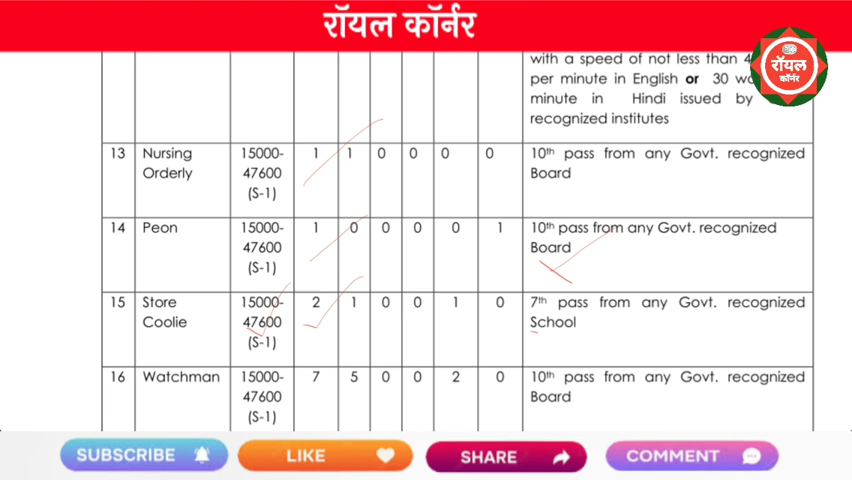 रॉयल कॉर्नर
रॉयल
कॉर्नर
with a speed of not less than 4
per minute in English or 30 wo
minute in Hindi issued by
recognized institutes
13 Nursing Orderly 15000-47600 (S-1) 1 1 0 0 0 0 10th pass from any Govt. recognized Board
14 Peon 15000-47600 (S-1) 1 0 0 0 0 1 10th pass from any Govt. recognized Board
15 Store Coolie 15000-47600 (S-1) 2 1 0 0 1 0 7th pass from any Govt. recognized School
16 Watchman 15000-47600 (S-1) 7 5 0 0 2 0 10th pass from any Govt. recognized Board
SUBSCRIBE LIKE SHARE COMMENT